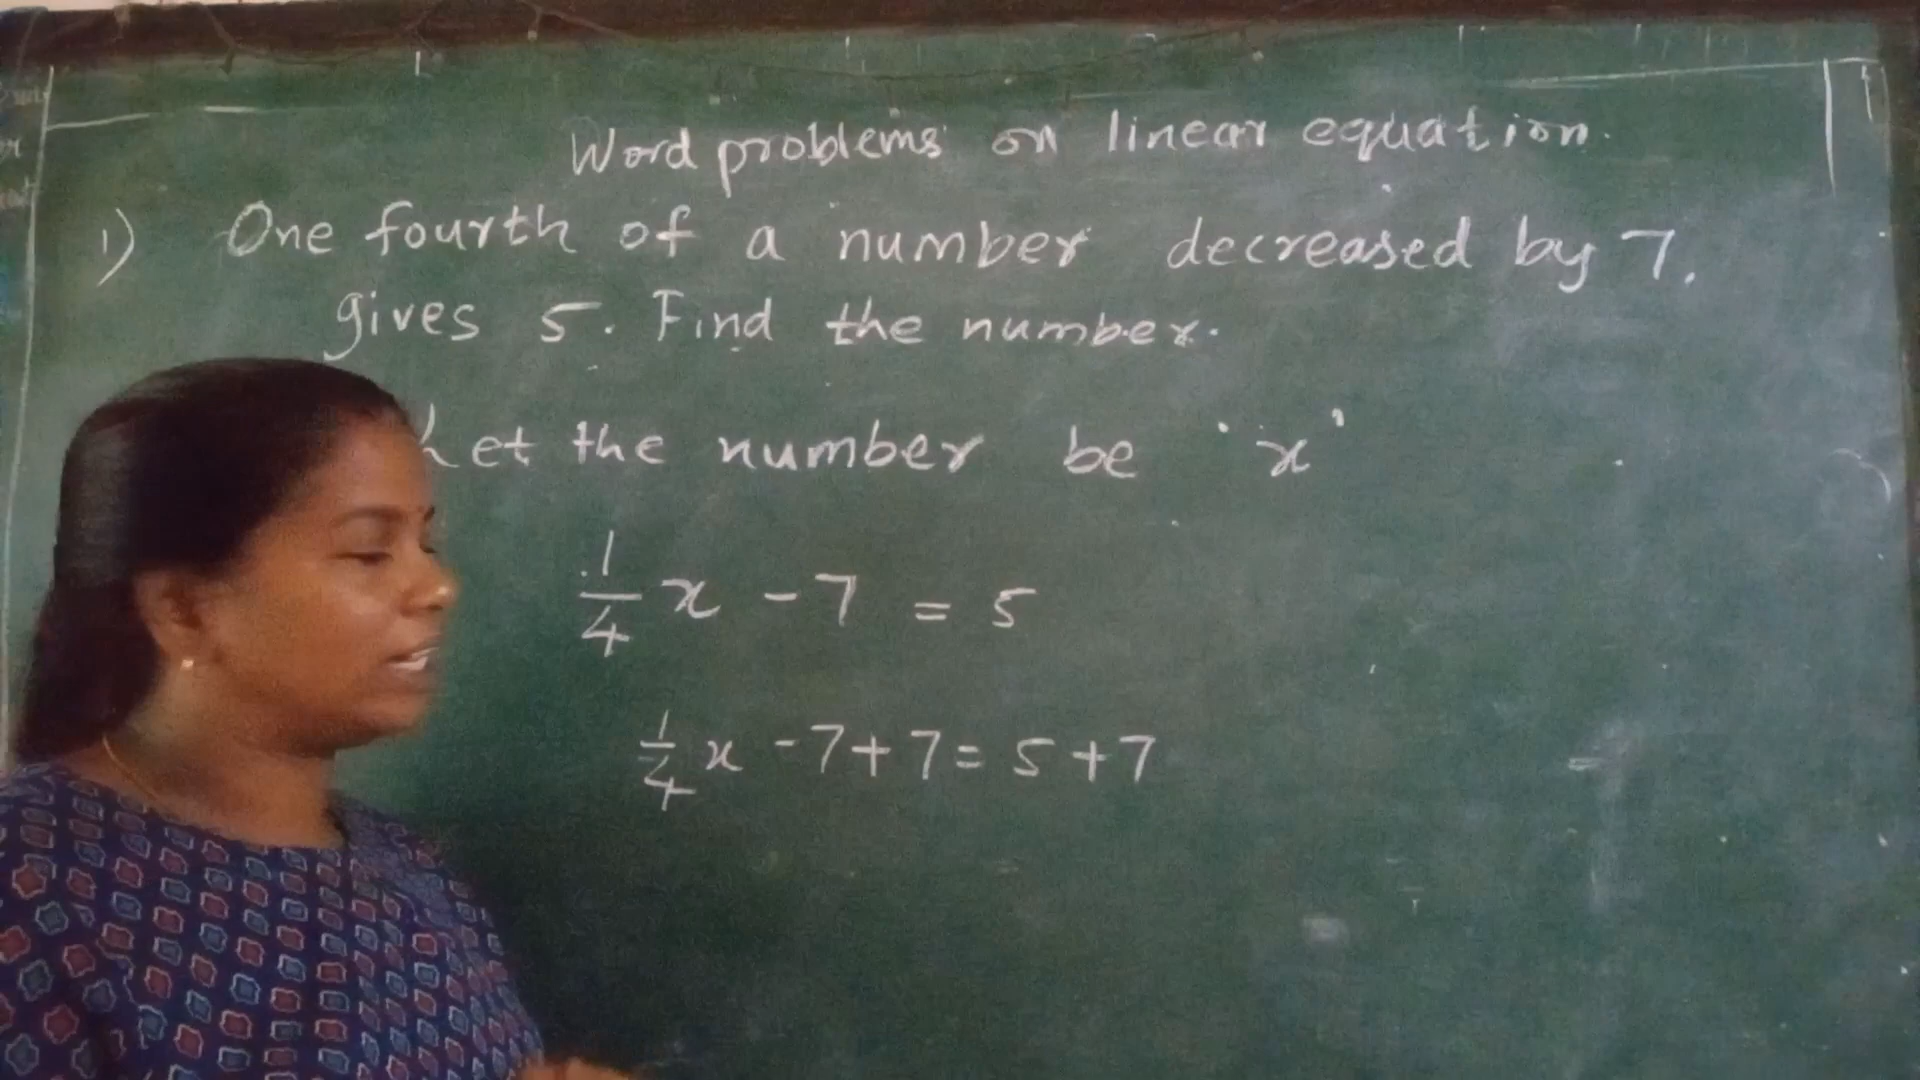 Word problems on linear equation.
1) One fourth of a number decreased by 7.
gives 5. Find the number.
Let the number be 'x'
1/4 x - 7 = 5
1/4 x - 7 + 7 = 5 + 7